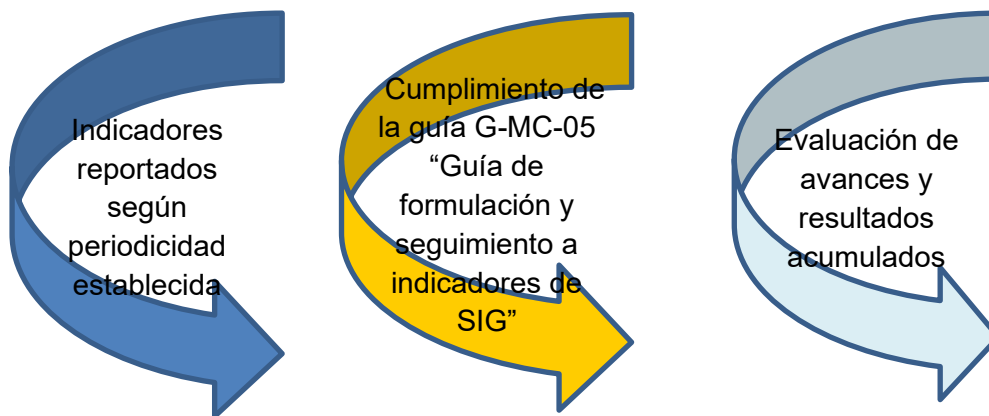 Indicadores
reportados
según
periodicidad
establecida
Cumplimiento de
la guía G-MC-05
“Guía de
formulación y
seguimiento a
indicadores de
SIG”
Evaluación de
avances y
resultados
acumulados